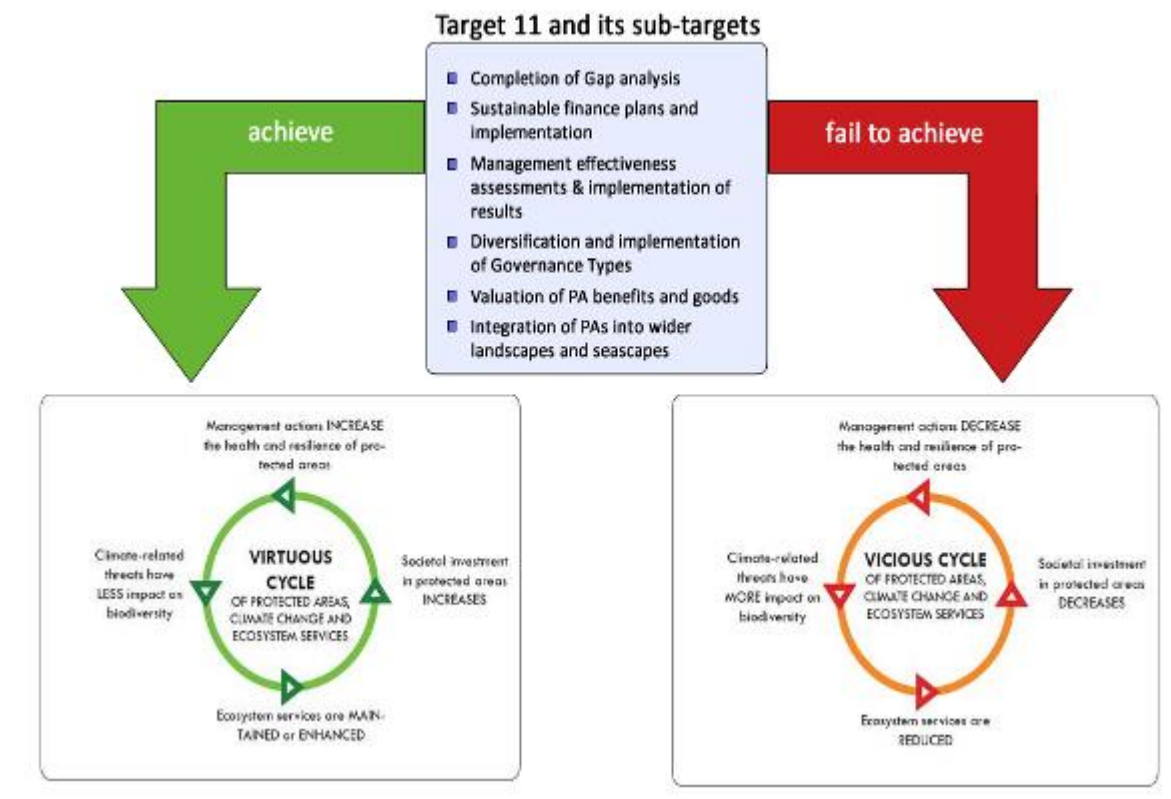 Target 11 and its sub-targets
achieve
Completion of Gap analysis
Sustainable finance plans and
implementation
Management effectiveness
assessments & implementation of
results
Diversification and implementation
of Governance Types
Valuation of PA benefits and goods
Integration of PAs into wider
landscapes and seascapes
fail to achieve
Management actions INCREASE
the health and resilience of pro-
tected areas
Climate-related
threats have
LESS impact on
biodiversity
VIRTUOUS
CYCLE
OF PROTECTED AREAS,
CLIMATE CHANGE AND
ECOSYSTEM SERVICES
Societal investment
in protected areas
INCREASES
Ecosystem services are MAIN-
TAINED or ENHANCED
Management actions DECREASE
the health and resilience of pro-
tected areas
Climate-related
threats have
MORE impact on
biodiversity
VICIOUS CYCLE
OF PROTECTED AREAS,
CLIMATE CHANGE AND
ECOSYSTEM SERVICES
Societal investment
in protected areas
DECREASES
Ecosystem services are
REDUCED